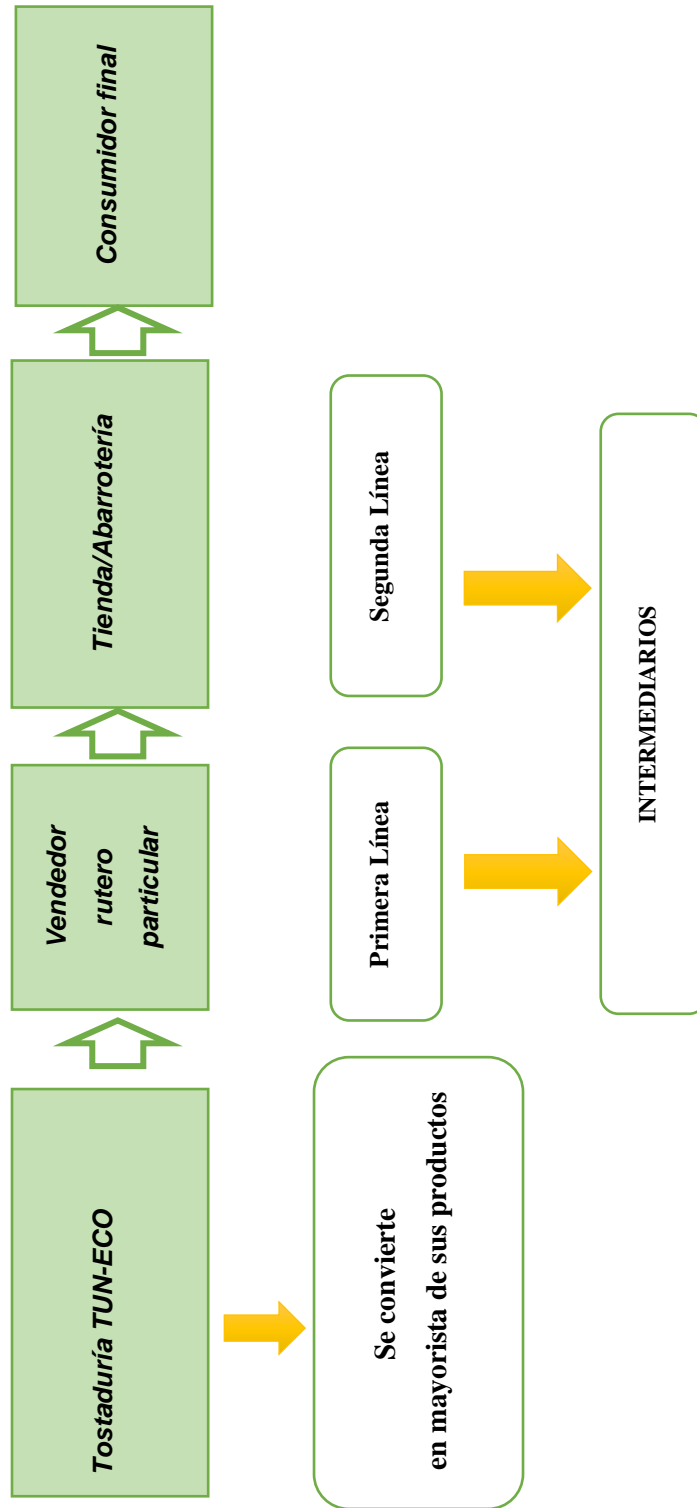 Tostaduría TUN-ECO
Vendedor
rutero
particular
Tienda/Abarrotería
Consumidor final
Se convierte
en mayorista de sus productos
Primera Línea
Segunda Línea
INTERMEDIARIOS